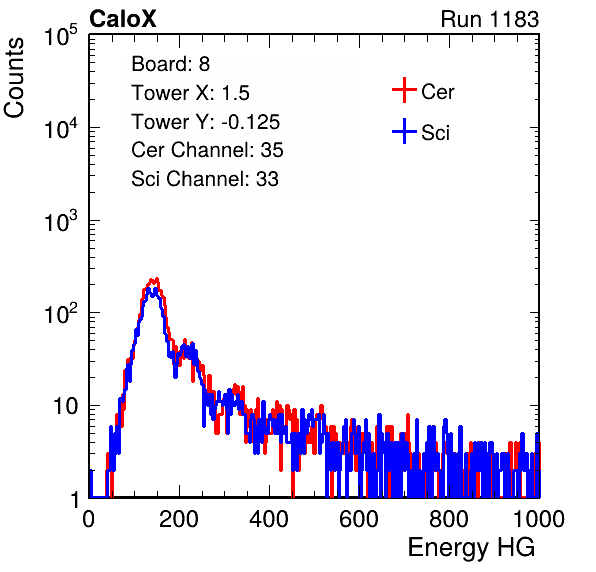 CaloX Run 1183
Counts
10^5
10^4
10^3
10^2
10
1
Board: 8
Tower X: 1.5
Tower Y: -0.125
Cer Channel: 35
Sci Channel: 33
Cer
Sci
0 200 400 600 800 1000
Energy HG